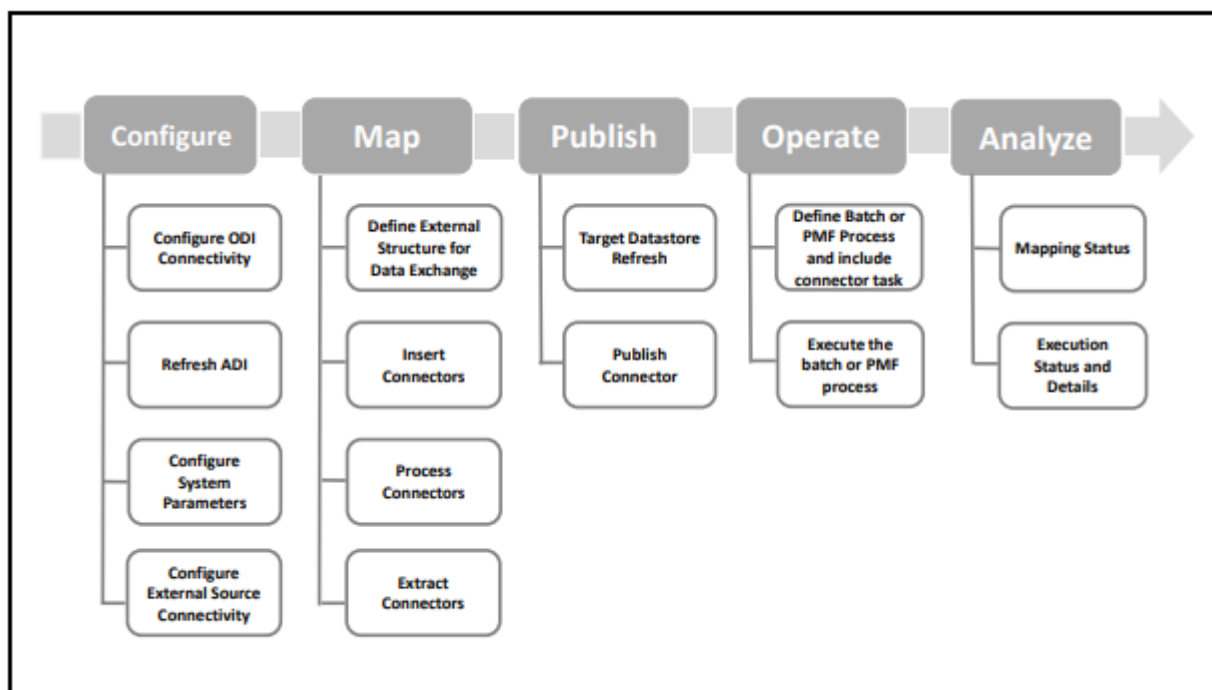 Configure
Map
Publish
Operate
Analyze
Configure ODI
Connectivity
Refresh ADI
Configure
System
Parameters
Configure
External Source
Connectivity
Define External
Structure for
Data Exchange
Insert
Connectors
Process
Connectors
Extract
Connectors
Target Datastore
Refresh
Publish
Connector
Define Batch or
PMF Process
and include
connector task
Execute the
batch or PMF
process
Mapping Status
Execution
Status and
Details